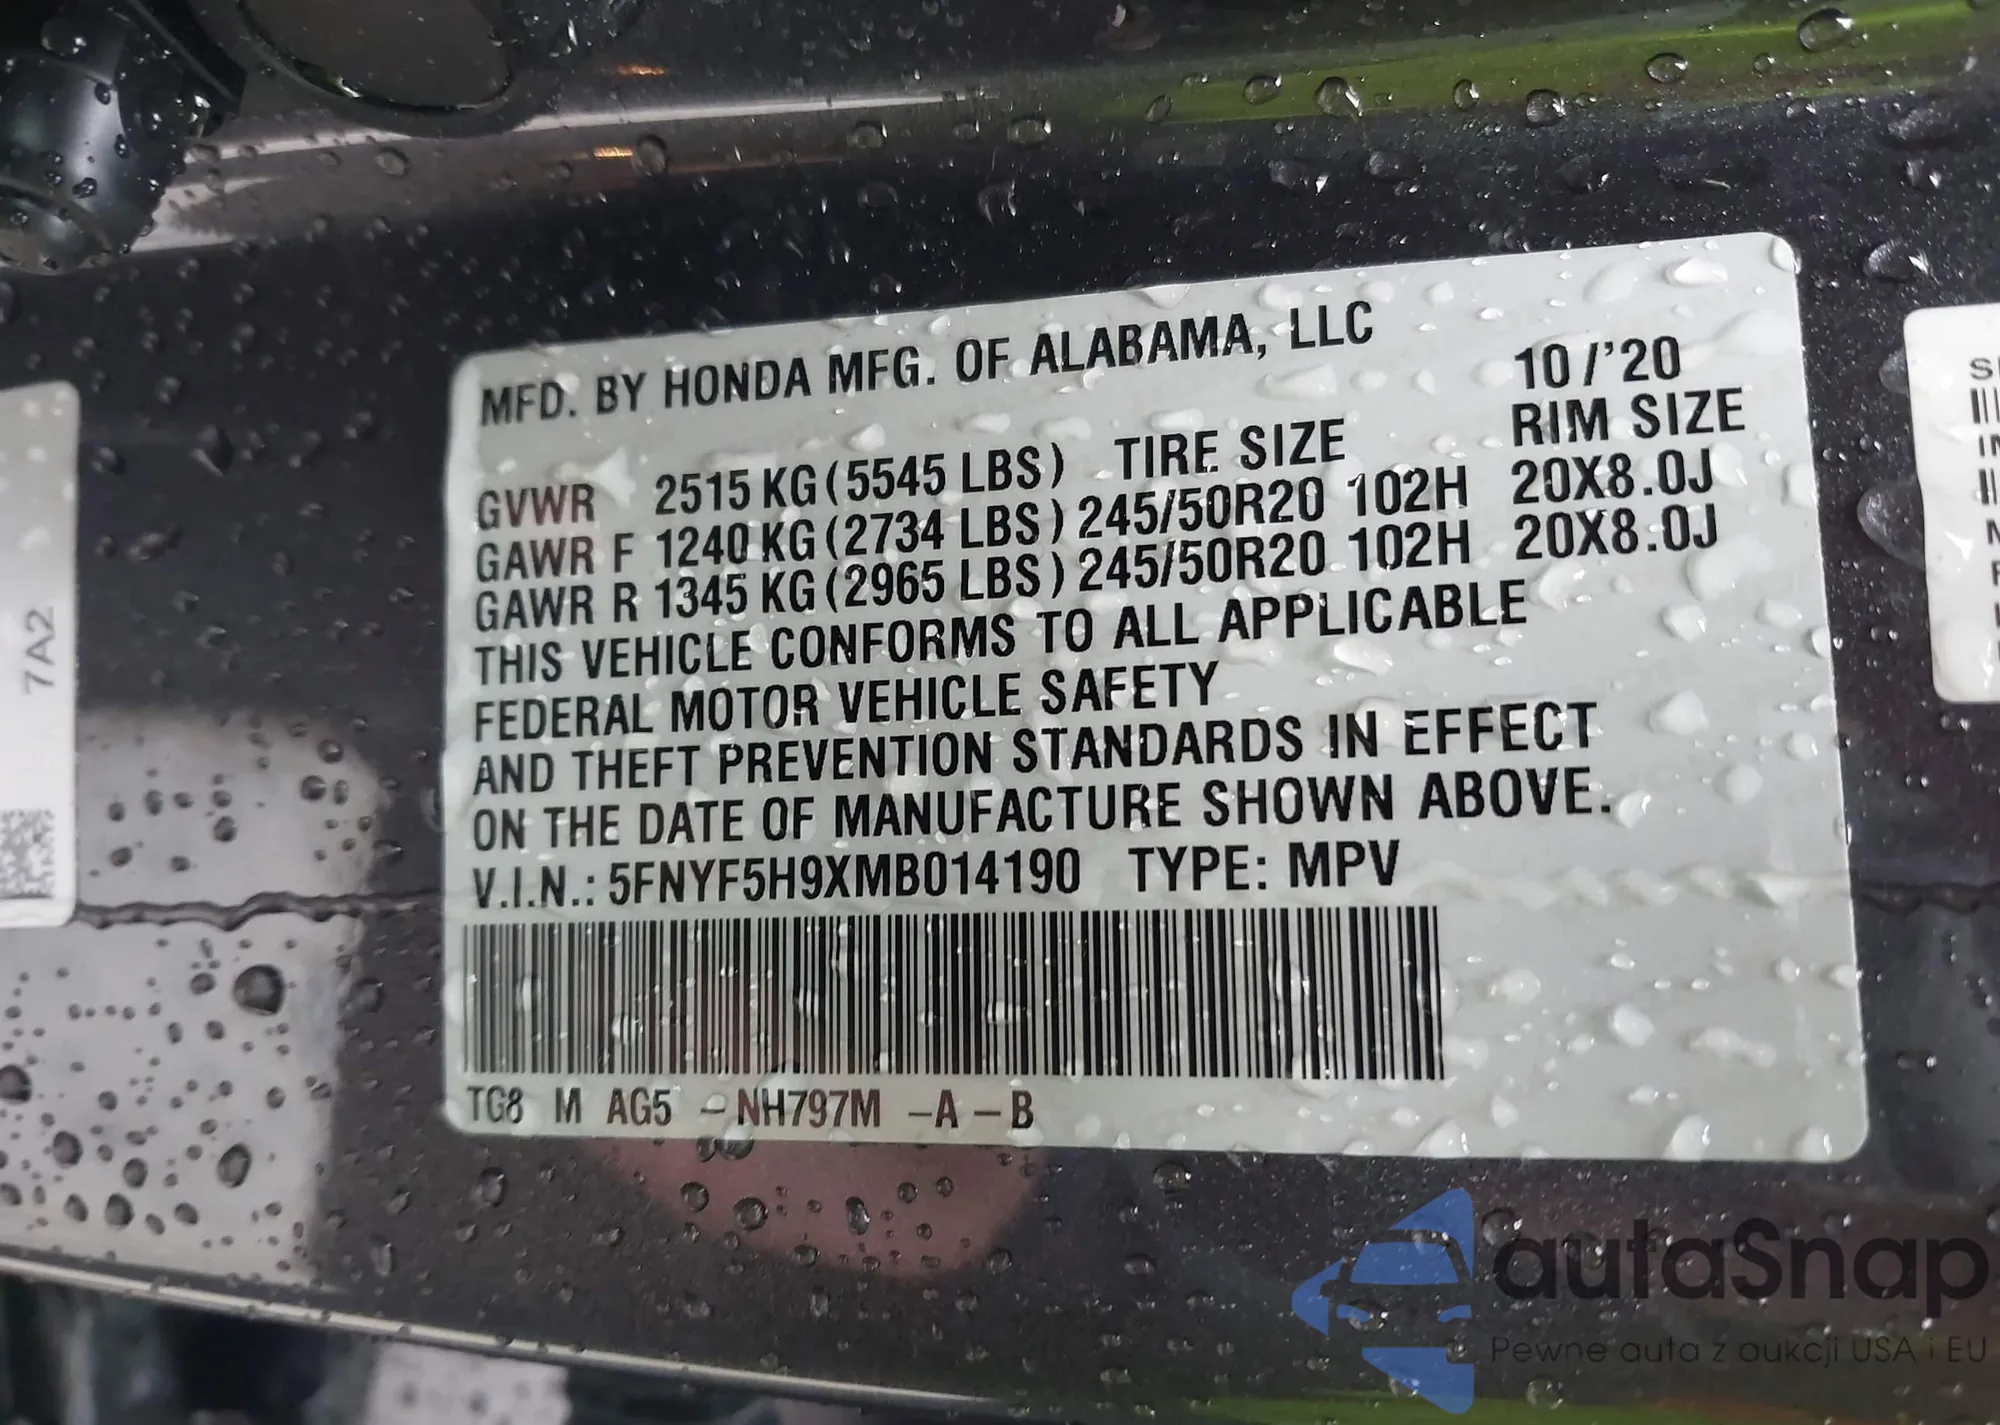 MFD. BY HONDA MFG. OF ALABAMA, LLC
10/'20
GVWR 2515 KG (5545 LBS) TIRE SIZE RIM SIZE
GAWR F 1240 KG (2734 LBS) 245/50R20 102H 20X8.0J
GAWR R 1345 KG (2965 LBS) 245/50R20 102H 20X8.0J
THIS VEHICLE CONFORMS TO ALL APPLICABLE
FEDERAL MOTOR VEHICLE SAFETY
AND THEFT PREVENTION STANDARDS IN EFFECT
ON THE DATE OF MANUFACTURE SHOWN ABOVE.
V.I.N.: 5FNYF5H9XMB014190 TYPE: MPV
TG8 M AG5 - NH797M -A -B
7A2
autaSnap
Pewne auta z aukcji USA i EU